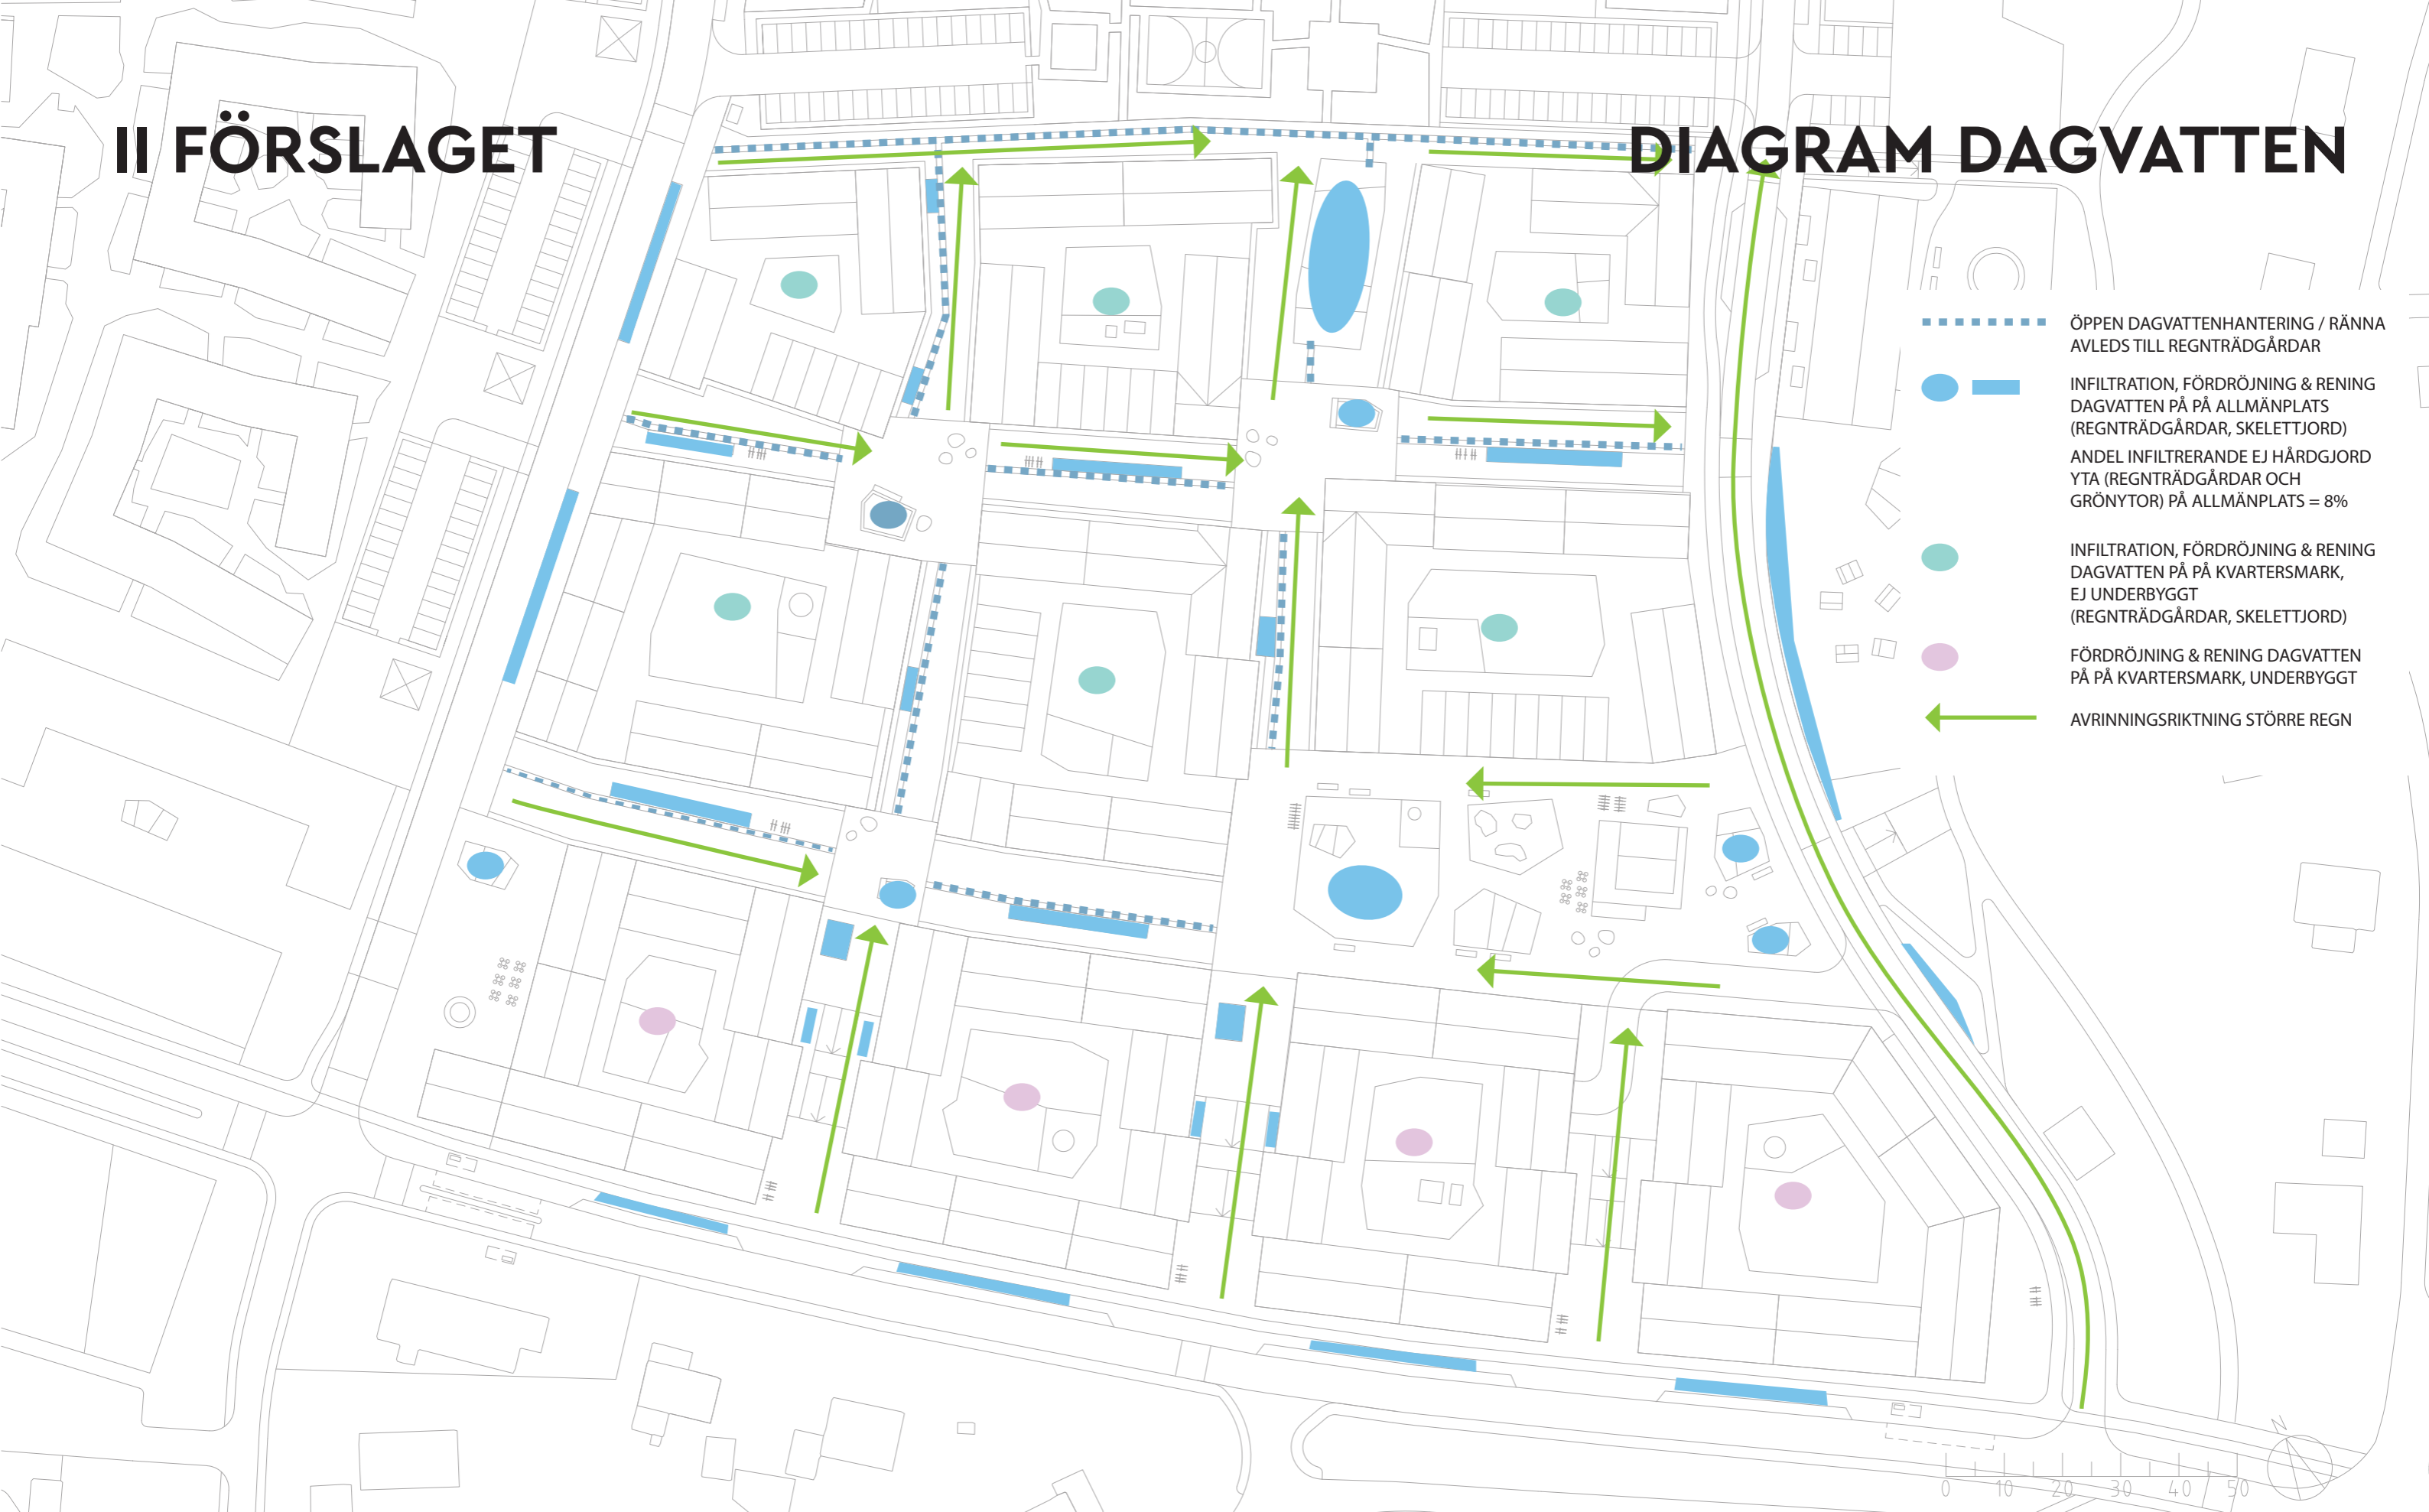 II FÖRSLAGET
DIAGRAM DAGVATTEN
ÖPPEN DAGVATTENHANTERING / RÄNNA
AVLEDS TILL REGNTRÄDGÅRDAR
INFILTRATION, FÖRDRÖJNING & RENING
DAGVATTEN PÅ PÅ ALLMÄNPLATS
(REGNTRÄDGÅRDAR, SKELETTJORD)
ANDEL INFILTRERANDE EJ HÅRDGJORD
YTA (REGNTRÄDGÅRDAR OCH
GRÖNYTOR) PÅ ALLMÄNPLATS = 8%
INFILTRATION, FÖRDRÖJNING & RENING
DAGVATTEN PÅ PÅ KVARTERSMARK,
EJ UNDERBYGGT
(REGNTRÄDGÅRDAR, SKELETTJORD)
FÖRDRÖJNING & RENING DAGVATTEN
PÅ PÅ KVARTERSMARK, UNDERBYGGT
AVRINNINGSRIKTNING STÖRRE REGN
N
0 10 20 30 40 50